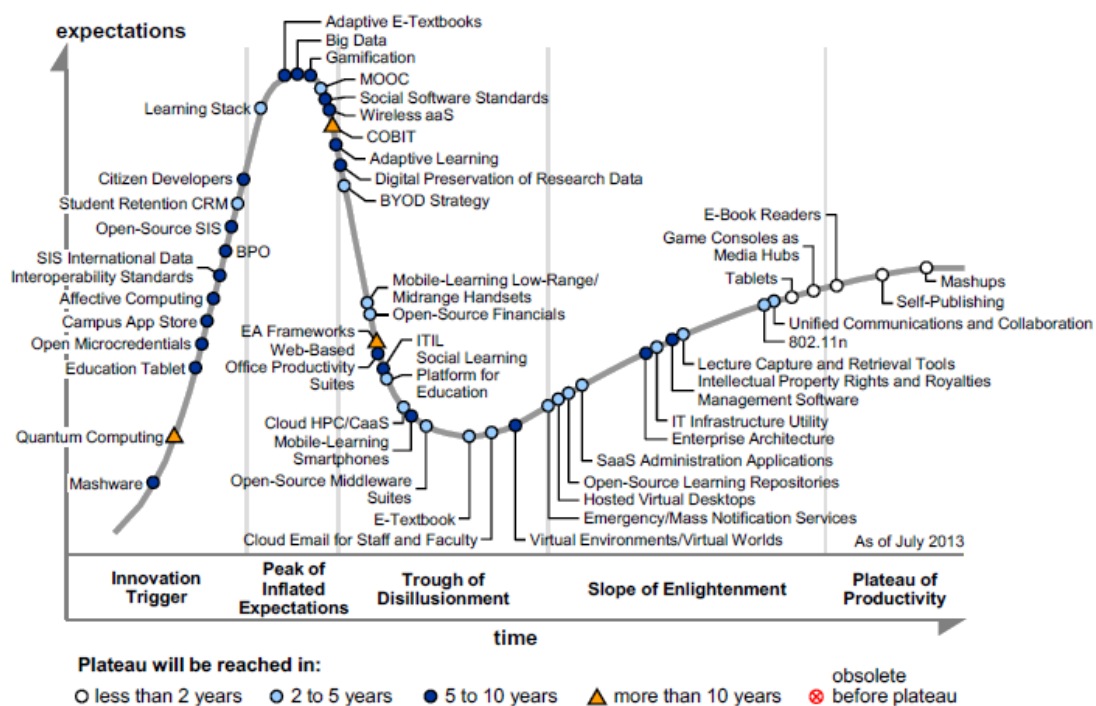 expectations
Adaptive E-Textbooks
Big Data
Gamification
MOOC
Social Software Standards
Wireless aaS
COBIT
Adaptive Learning
Digital Preservation of Research Data
BYOD Strategy
Learning Stack
Citizen Developers
Student Retention CRM
Open-Source SIS
BPO
SIS International Data
Interoperability Standards
Affective Computing
Campus App Store
Open Microcredentials
Education Tablet
Quantum Computing
Mashware
Mobile-Learning Low-Range/
Midrange Handsets
Open-Source Financials
EA Frameworks
Web-Based
Office Productivity
Suites
ITIL
Social Learning
Platform for
Education
Cloud HPC/CaaS
Mobile-Learning
Smartphones
Open-Source Middleware
Suites
E-Textbook
Cloud Email for Staff and Faculty
Virtual Environments/Virtual Worlds
Emergency/Mass Notification Services
Hosted Virtual Desktops
Open-Source Learning Repositories
SaaS Administration Applications
Enterprise Architecture
IT Infrastructure Utility
Intellectual Property Rights and Royalties
Management Software
Lecture Capture and Retrieval Tools
802.11n
Unified Communications and Collaboration
Tablets
Game Consoles as
Media Hubs
E-Book Readers
Self-Publishing
Mashups
As of July 2013
Innovation
Trigger
Peak of
Inflated
Expectations
Trough of
Disillusionment
Slope of Enlightenment
Plateau of
Productivity
time
Plateau will be reached in:
less than 2 years
2 to 5 years
5 to 10 years
more than 10 years
obsolete
before plateau